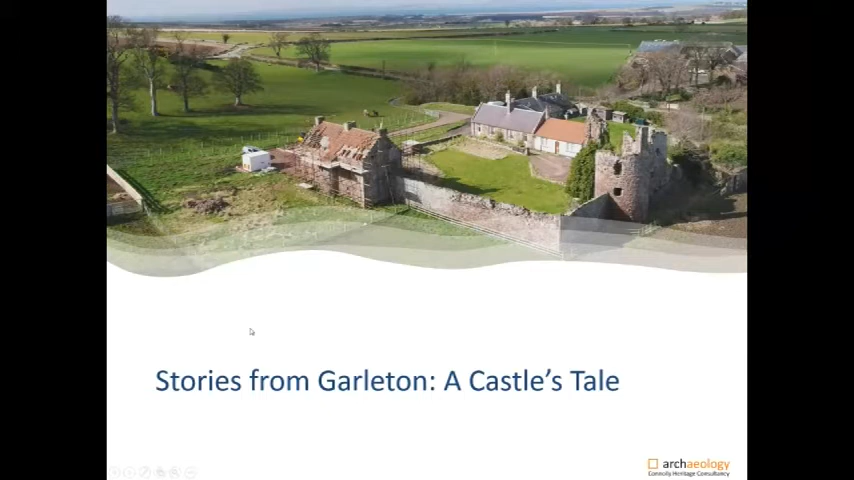 Stories from Garleton: A Castle's Tale
archaeology
Connolly Heritage Consultancy